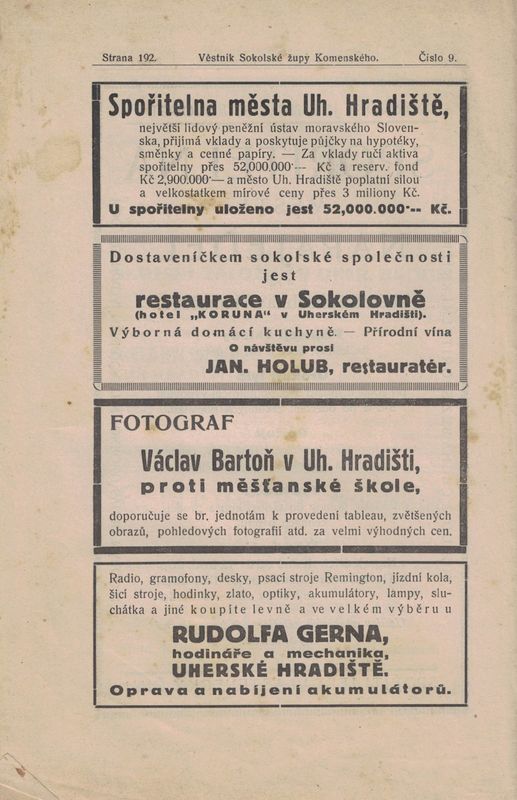 Strana 192. Věstník Sokolské župy Komenského. Číslo 9.
Spořitelna města Uh. Hradiště,
největší lidový peněžní ústav moravského Sloven-
ska, přijímá vklady a poskytuje půjčky na hypotéky,
směnky a cenné papíry. — Za vklady ručí aktiva
spořitelny přes 52,000.000·— Kč a reserv. fond
Kč 2,900.000·— a město Uh. Hradiště poplatní silou
a velkostatkem mírové ceny přes 3 miliony Kč.
U spořitelny uloženo jest 52,000.000·-- Kč.
Dostaveníčkem sokolské společnosti
jest
restaurace v Sokolovně
(hotel „KORUNA" v Uherském Hradišti).
Výborná domácí kuchyně. — Přírodní vína
O návštěvu prosí
JAN. HOLUB, restauratér.
FOTOGRAF
Václav Bartoň v Uh. Hradišti,
proti měšťanské škole,
doporučuje se br. jednotám k provedení tableau, zvětšených
obrazů, pohledových fotografií atd. za velmi výhodných cen.
Radio, gramofony, desky, psací stroje Remington, jízdní kola,
šicí stroje, hodinky, zlato, optiky, akumulátory, lampy, slu-
chátka a jiné koupíte levně a ve velkém výběru u
RUDOLFA GERNA,
hodináře a mechanika,
UHERSKÉ HRADIŠTĚ.
Oprava a nabíjení akumulátorů.